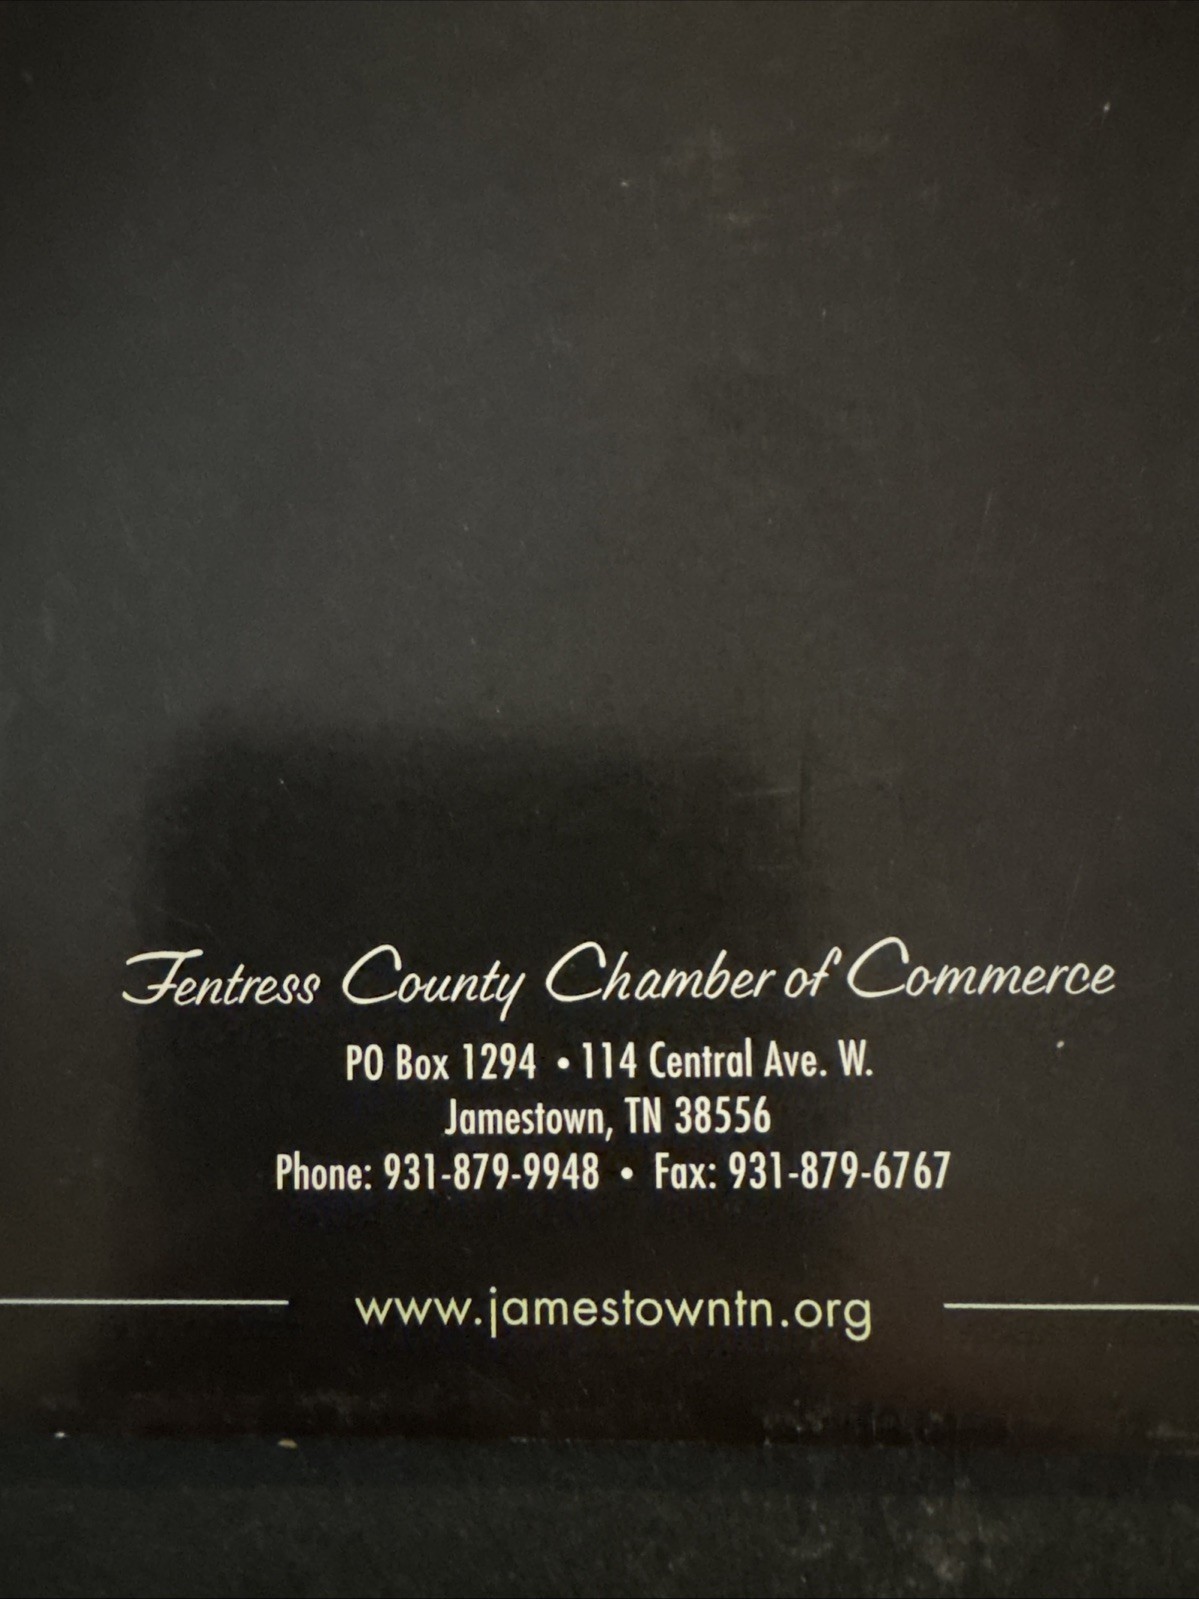 Fentress County Chamber of Commerce
PO Box 1294 • 114 Central Ave. W.
Jamestown, TN 38556
Phone: 931-879-9948 • Fax: 931-879-6767
www.jamestowntn.org